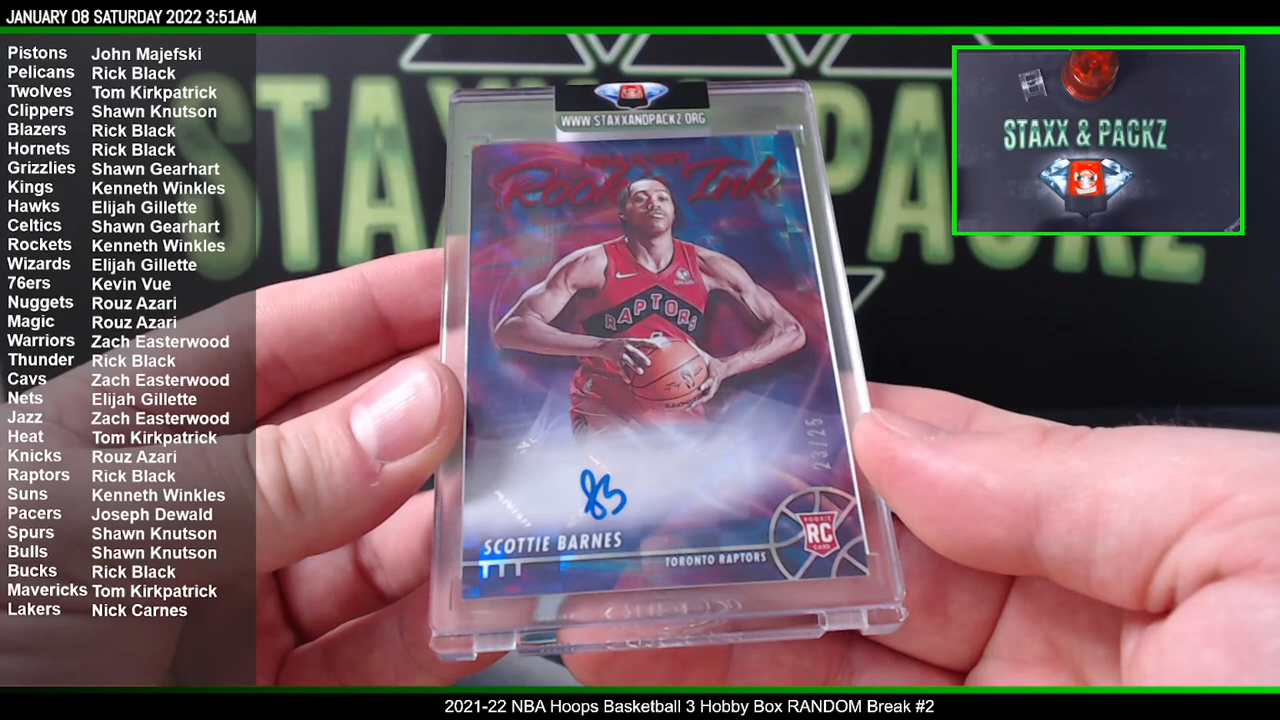 JANUARY 08 SATURDAY 2022 3:51AM
Pistons John Majefski
Pelicans Rick Black
Twolves Tom Kirkpatrick
Clippers Shawn Knutson
Blazers Rick Black
Hornets Rick Black
Grizzlies Shawn Gearhart
Kings Kenneth Winkles
Hawks Elijah Gillette
Celtics Shawn Gearhart
Rockets Kenneth Winkles
Wizards Elijah Gillette
76ers Kevin Vue
Nuggets Rouz Azari
Magic Rouz Azari
Warriors Zach Easterwood
Thunder Rick Black
Cavs Zach Easterwood
Nets Elijah Gillette
Jazz Zach Easterwood
Heat Tom Kirkpatrick
Knicks Rouz Azari
Raptors Rick Black
Suns Kenneth Winkles
Pacers Joseph Dewald
Spurs Shawn Knutson
Bulls Shawn Knutson
Bucks Rick Black
Mavericks Tom Kirkpatrick
Lakers Nick Carnes
WWW.STAXXANDPACKZ.ORG
NBA HOOPS
Rookie Ink
RAPTORS
23/25
SCOTTIE BARNES
TORONTO RAPTORS
ROOKIE
RC
CARD
STAXX & PACKZ
2021-22 NBA Hoops Basketball 3 Hobby Box RANDOM Break #2